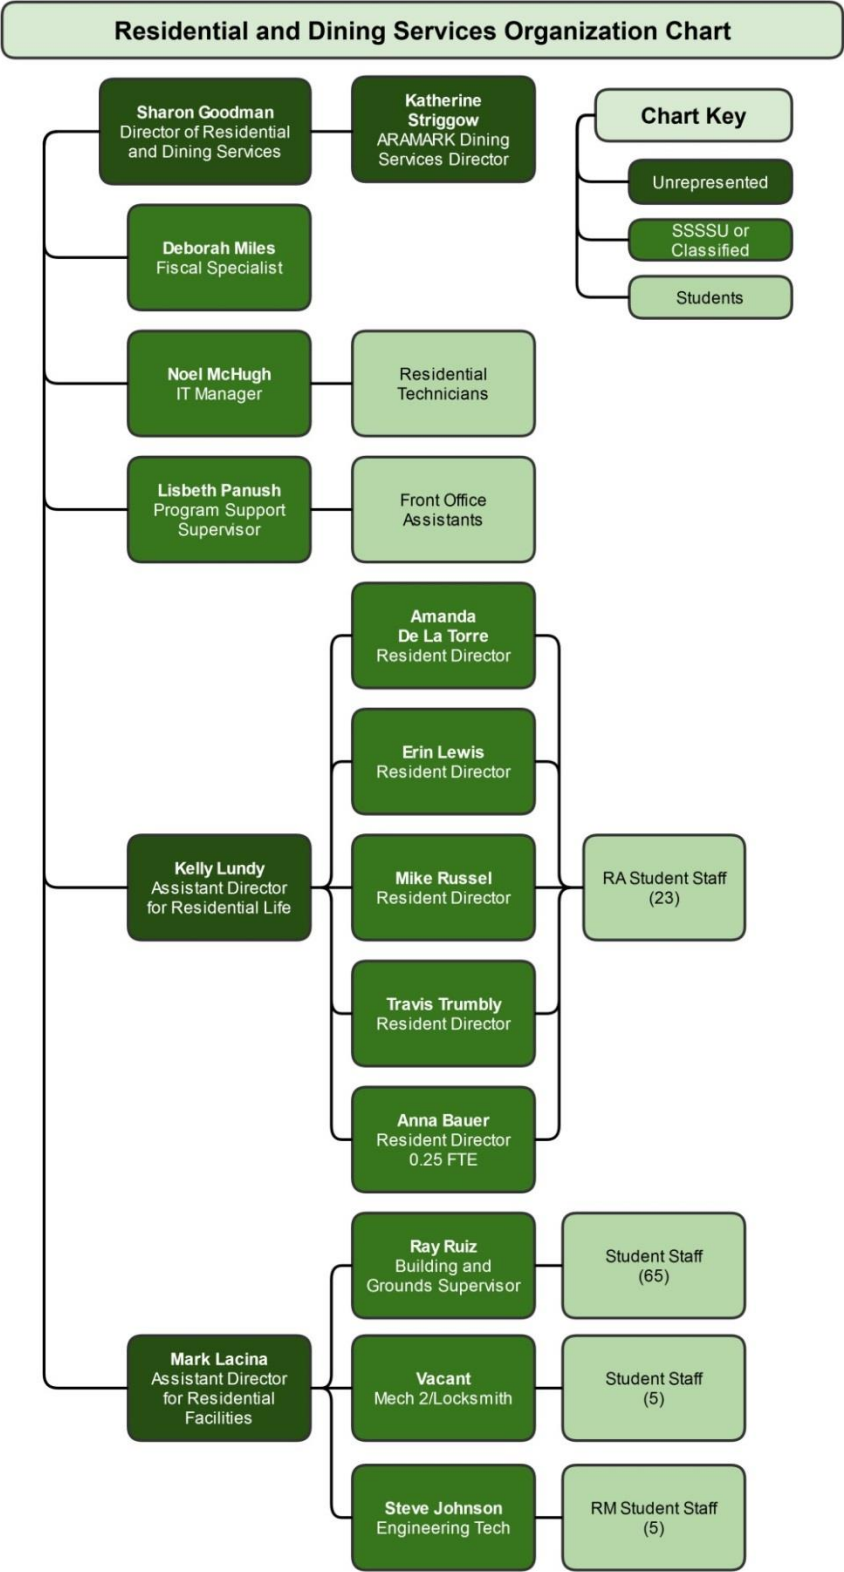 Residential and Dining Services Organization Chart
Sharon Goodman
Director of Residential
and Dining Services
Katherine
Striggow
ARAMARK Dining
Services Director
Chart Key
Unrepresented
SSSSU or
Classified
Students
Deborah Miles
Fiscal Specialist
Noel McHugh
IT Manager
Residential
Technicians
Lisbeth Panush
Program Support
Supervisor
Front Office
Assistants
Kelly Lundy
Assistant Director
for Residential Life
Amanda
De La Torre
Resident Director
Erin Lewis
Resident Director
Mike Russel
Resident Director
Travis Trumbly
Resident Director
Anna Bauer
Resident Director
0.25 FTE
RA Student Staff
(23)
Mark Lacina
Assistant Director
for Residential
Facilities
Ray Ruiz
Building and
Grounds Supervisor
Student Staff
(65)
Vacant
Mech 2/Locksmith
Student Staff
(5)
Steve Johnson
Engineering Tech
RM Student Staff
(5)